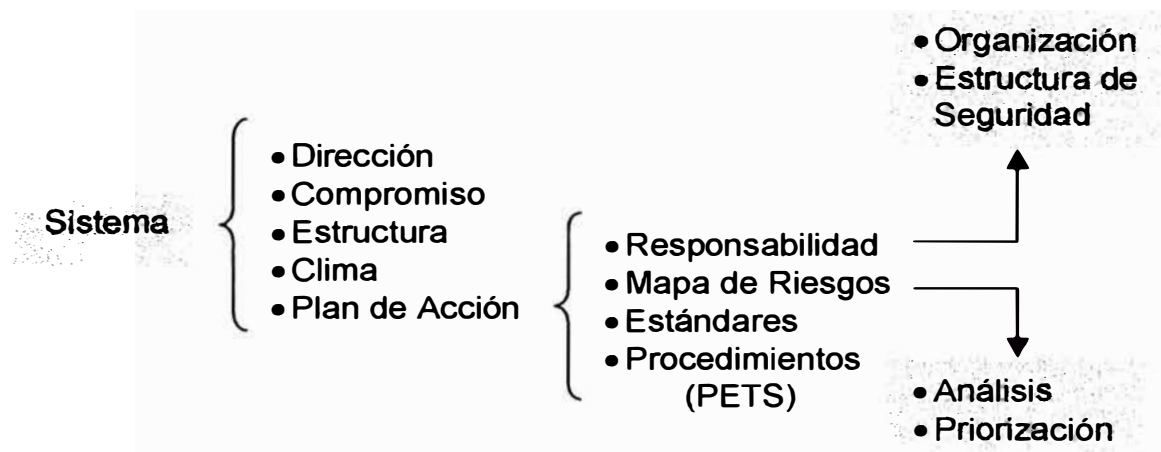 Sistema
• Dirección
• Compromiso
• Estructura
• Clima
• Plan de Acción
• Responsabilidad
• Mapa de Riesgos
• Estándares
• Procedimientos
(PETS)
• Organización
• Estructura de
Seguridad
• Análisis
• Priorización